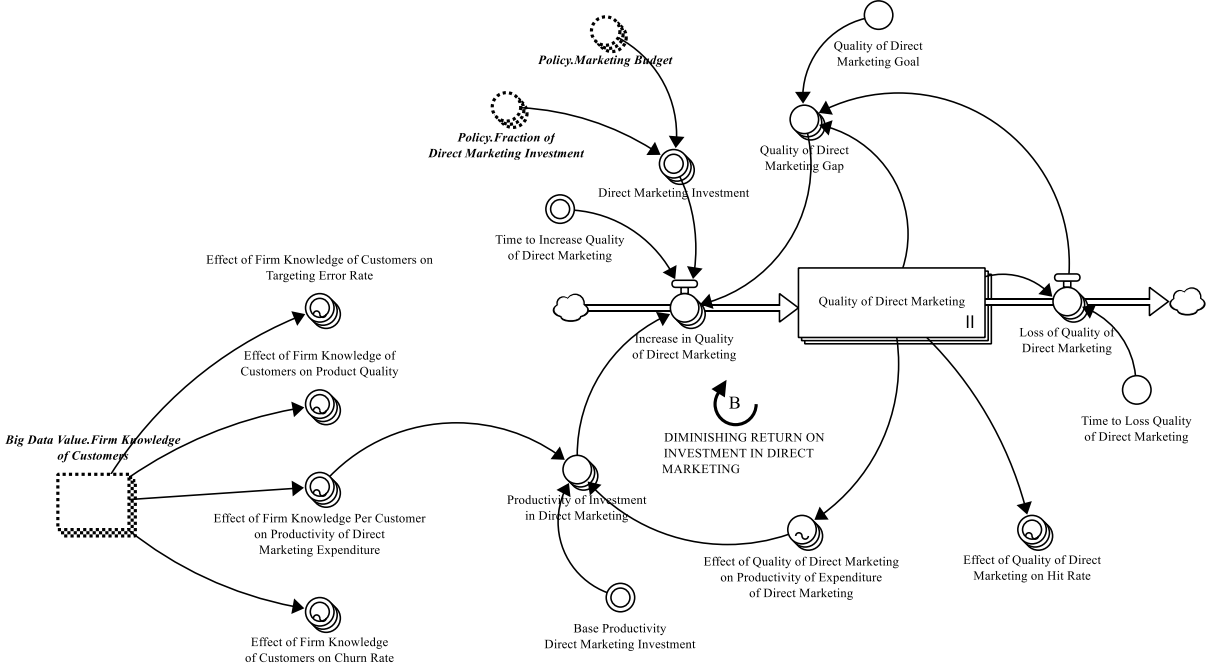 Quality of Direct
Marketing Goal
Policy.Marketing Budget
Policy.Fraction of
Direct Marketing Investment
Quality of Direct
Marketing Gap
Direct Marketing Investment
Time to Increase Quality
of Direct Marketing
Effect of Firm Knowledge of Customers on
Targeting Error Rate
Quality of Direct Marketing
Increase in Quality
of Direct Marketing
Loss of Quality of
Direct Marketing
Effect of Firm Knowledge of
Customers on Product Quality
B
DIMINISHING RETURN ON
INVESTMENT IN DIRECT
MARKETING
Time to Loss Quality
of Direct Marketing
Big Data Value.Firm Knowledge
of Customers
Effect of Firm Knowledge Per Customer
on Productivity of Direct
Marketing Expenditure
Productivity of Investment
in Direct Marketing
Effect of Quality of Direct Marketing
on Productivity of Expenditure
of Direct Marketing
Effect of Quality of Direct
Marketing on Hit Rate
Base Productivity
Direct Marketing Investment
Effect of Firm Knowledge
of Customers on Churn Rate